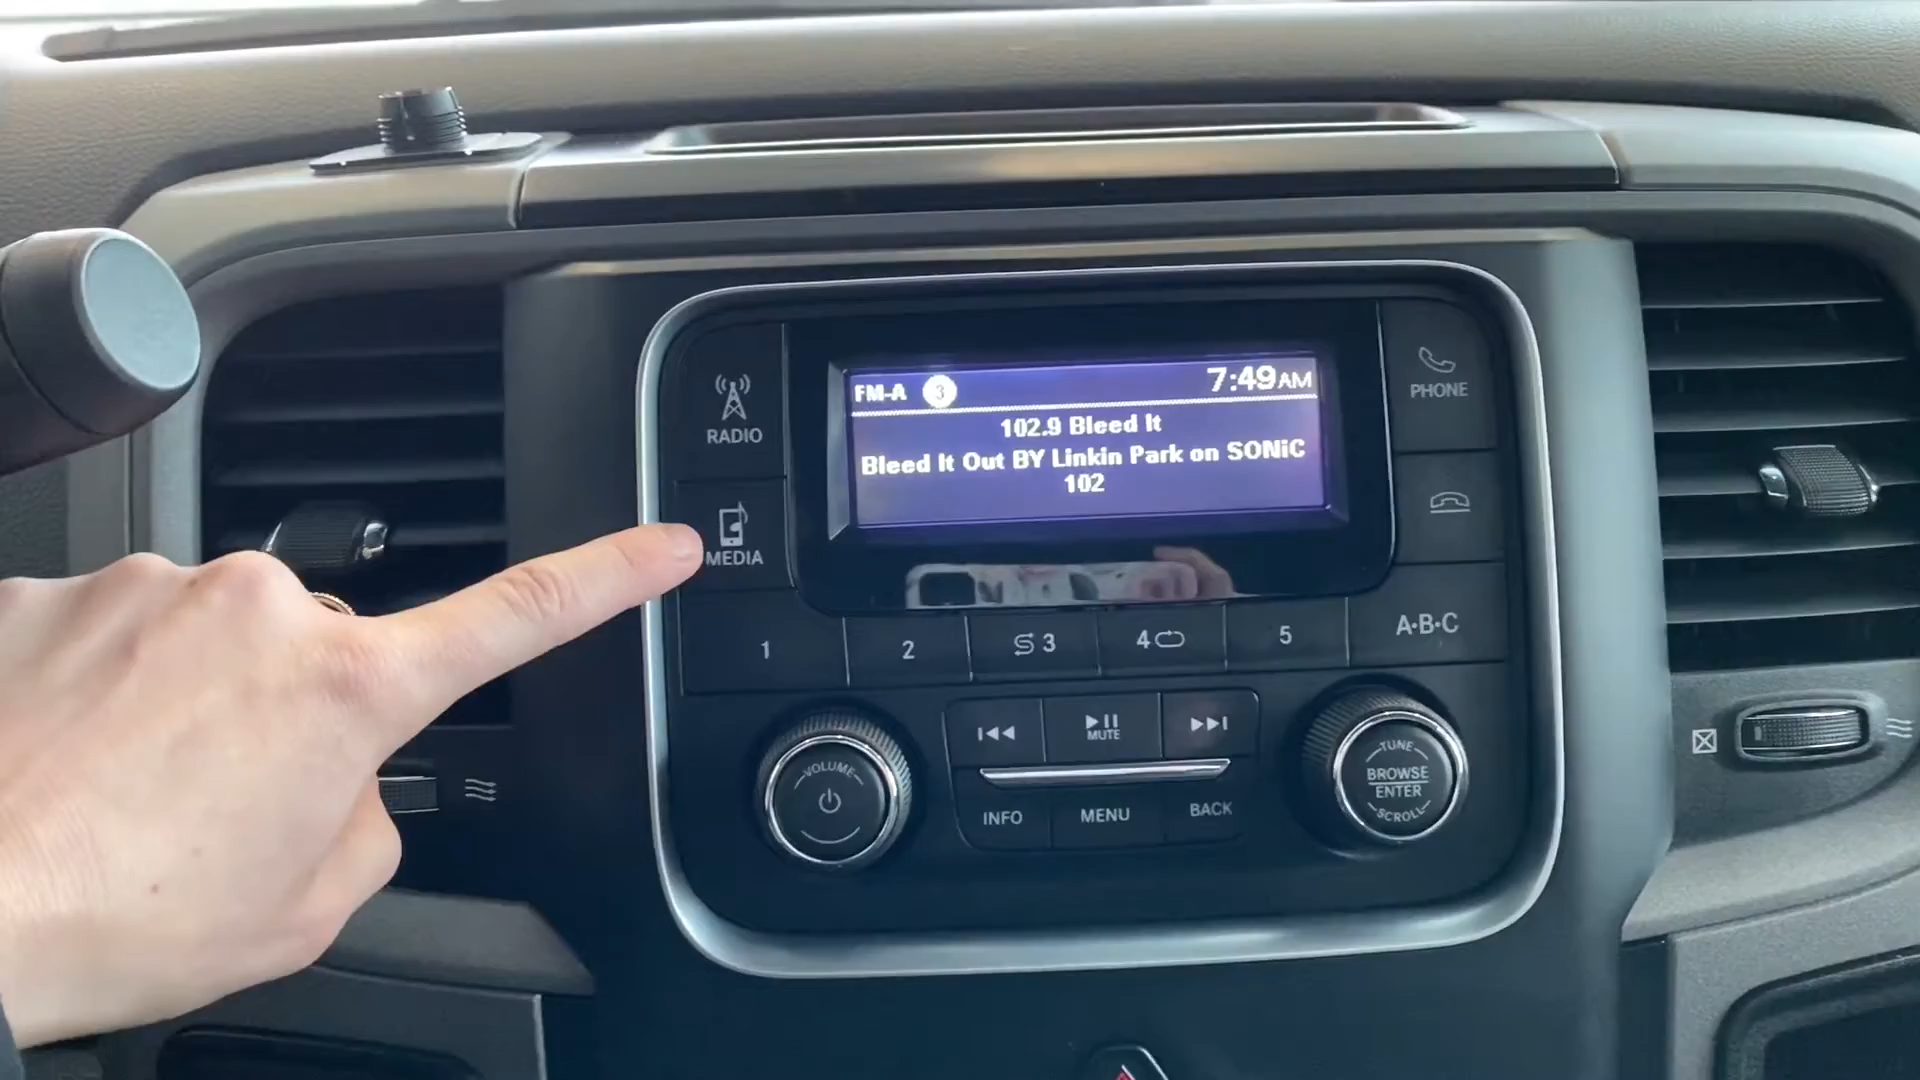 FM-A 3 7:49AM
102.9 Bleed It
Bleed It Out BY Linkin Park on SONiC
102
RADIO
MEDIA
PHONE
1 2 3 4 5 A·B·C
MUTE
VOLUME
INFO MENU BACK
TUNE
BROWSE
ENTER
SCROLL